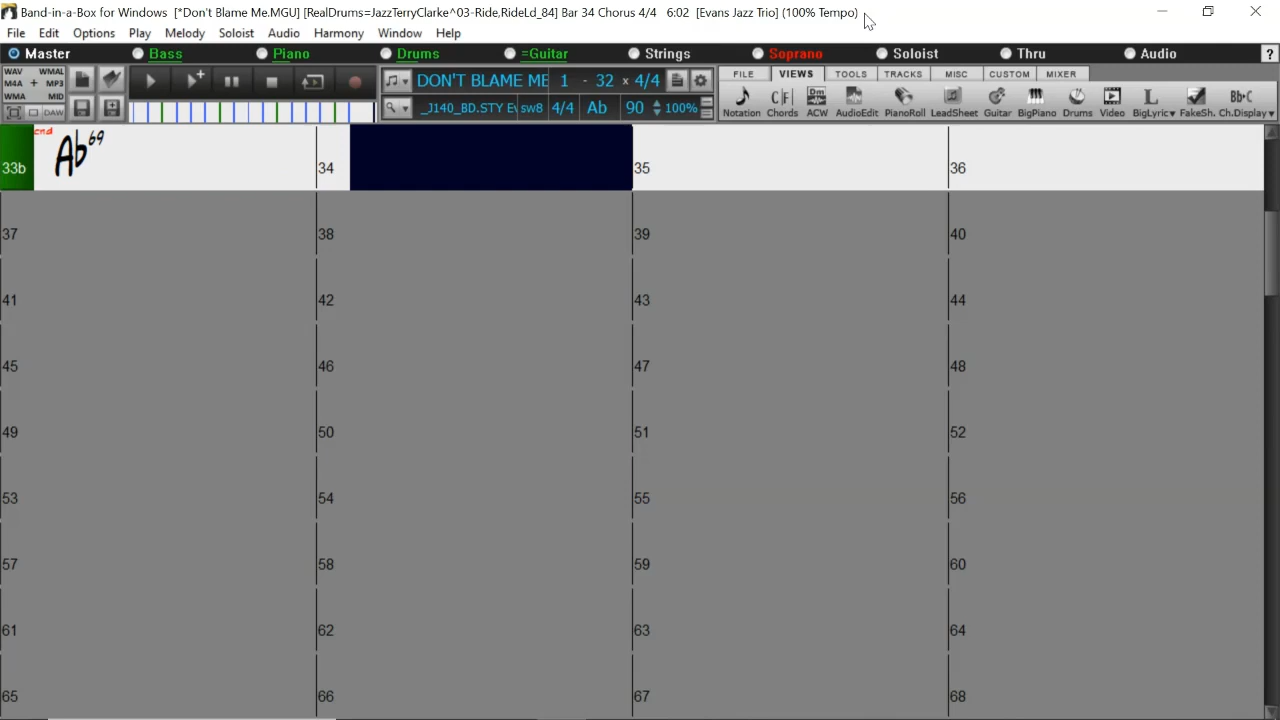 Band-in-a-Box for Windows [*Don't Blame Me.MGU] [RealDrums=JazzTerryClarke^03-Ride,RideLd_84] Bar 34 Chorus 4/4 6:02 [Evans Jazz Trio] (100% Tempo)
File Edit Options Play Melody Soloist Audio Harmony Window Help
Master Bass Piano Drums =Guitar Strings Soprano Soloist Thru Audio ?
WAV WMAL
M4A + MP3
WMA MID
DAW
DON'T BLAME ME 1 - 32 x 4/4
_J140_BD.STY Ev sw8 4/4 Ab 90 100%
FILE VIEWS TOOLS TRACKS MISC CUSTOM MIXER
C|F| Dm L Bb>C
Notation Chords ACW AudioEdit PianoRoll LeadSheet Guitar BigPiano Drums Video BigLyric FakeSh. Ch.Display
end
33b Ab69 34 35 36
37 38 39 40
41 42 43 44
45 46 47 48
49 50 51 52
53 54 55 56
57 58 59 60
61 62 63 64
65 66 67 68